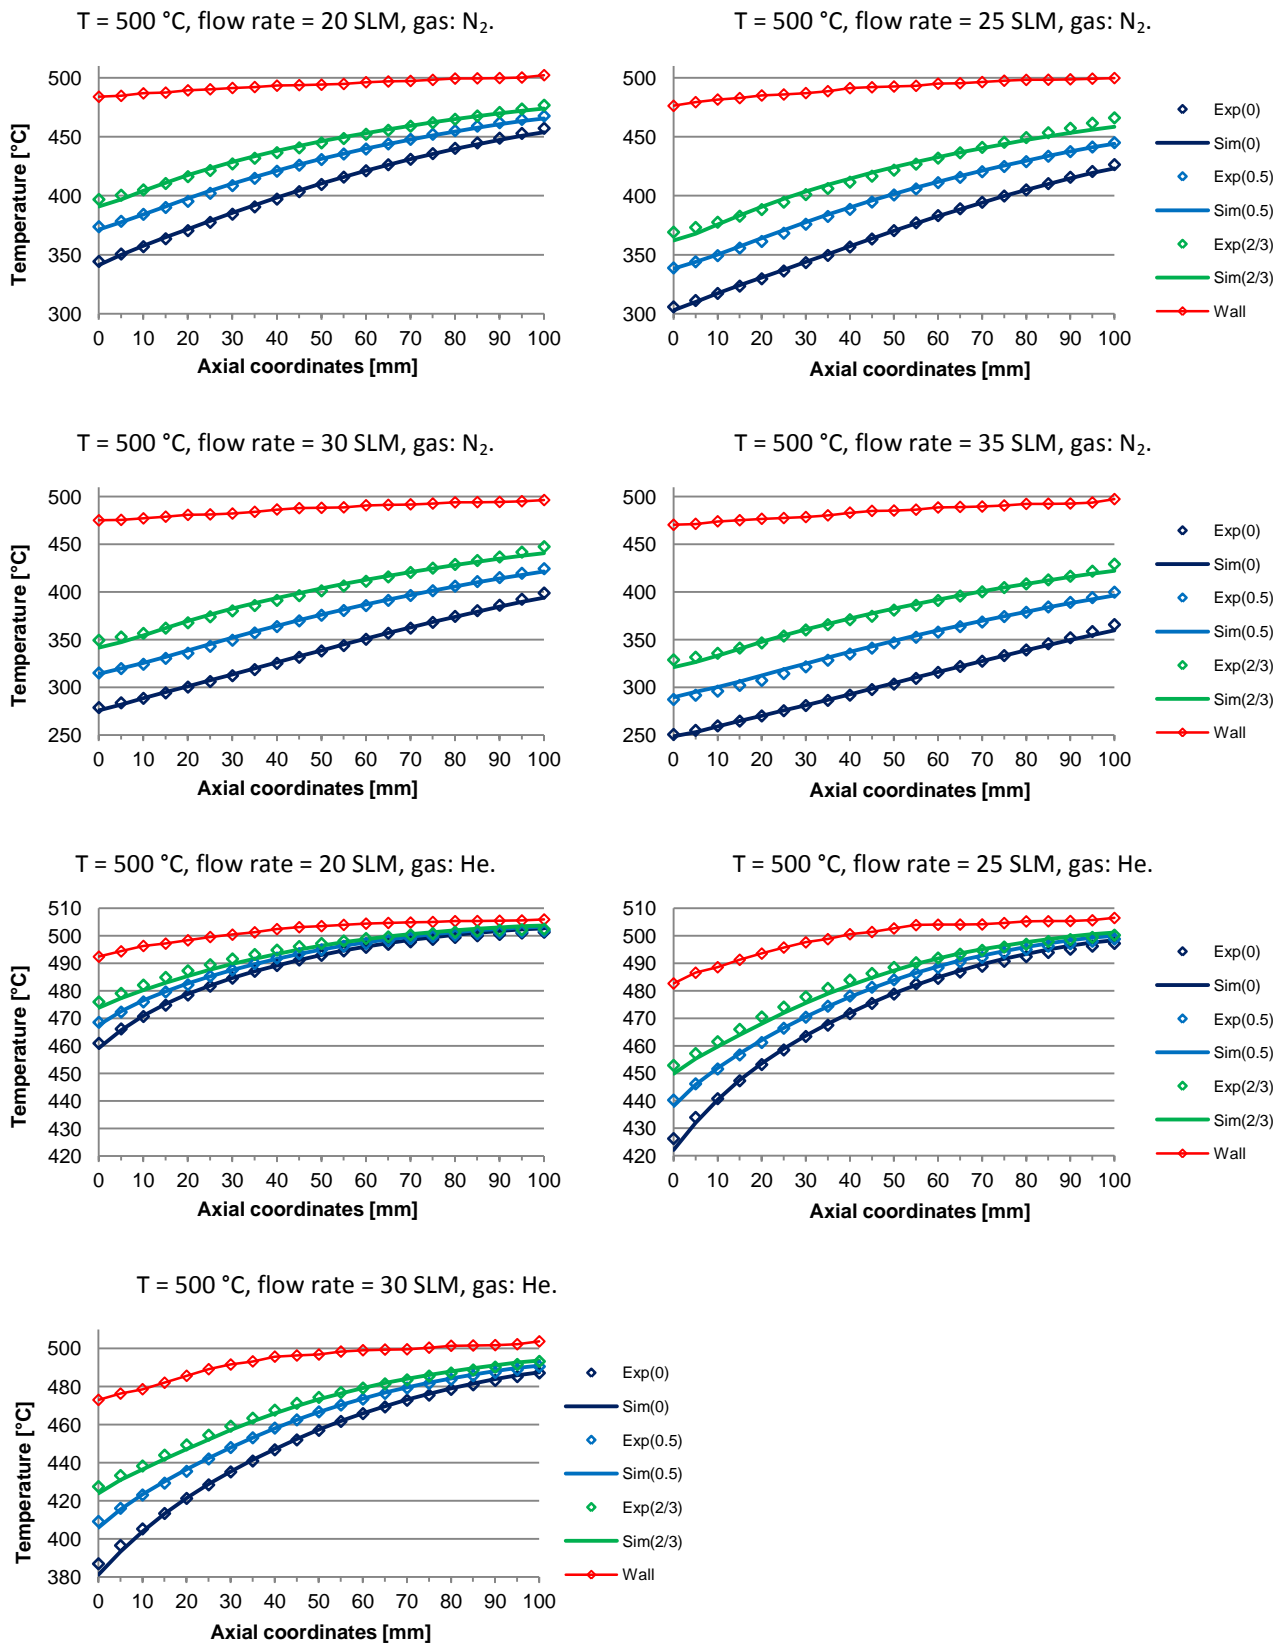 T = 500 °C, flow rate = 20 SLM, gas: N₂.
Temperature [°C]
500
450
400
350
300
0 10 20 30 40 50 60 70 80 90 100
Axial coordinates [mm]
T = 500 °C, flow rate = 25 SLM, gas: N₂.
500
450
400
350
300
0 10 20 30 40 50 60 70 80 90 100
Axial coordinates [mm]
Exp(0)
Sim(0)
Exp(0.5)
Sim(0.5)
Exp(2/3)
Sim(2/3)
Wall
T = 500 °C, flow rate = 30 SLM, gas: N₂.
Temperature [°C]
500
450
400
350
300
250
0 10 20 30 40 50 60 70 80 90 100
Axial coordinates [mm]
T = 500 °C, flow rate = 35 SLM, gas: N₂.
500
450
400
350
300
250
0 10 20 30 40 50 60 70 80 90 100
Axial coordinates [mm]
Exp(0)
Sim(0)
Exp(0.5)
Sim(0.5)
Exp(2/3)
Sim(2/3)
Wall
T = 500 °C, flow rate = 20 SLM, gas: He.
Temperature [°C]
510
500
490
480
470
460
450
440
430
420
0 10 20 30 40 50 60 70 80 90 100
Axial coordinates [mm]
T = 500 °C, flow rate = 25 SLM, gas: He.
510
500
490
480
470
460
450
440
430
420
0 10 20 30 40 50 60 70 80 90 100
Axial coordinates [mm]
Exp(0)
Sim(0)
Exp(0.5)
Sim(0.5)
Exp(2/3)
Sim(2/3)
Wall
T = 500 °C, flow rate = 30 SLM, gas: He.
Temperature [°C]
500
480
460
440
420
400
380
0 10 20 30 40 50 60 70 80 90 100
Axial coordinates [mm]
Exp(0)
Sim(0)
Exp(0.5)
Sim(0.5)
Exp(2/3)
Sim(2/3)
Wall